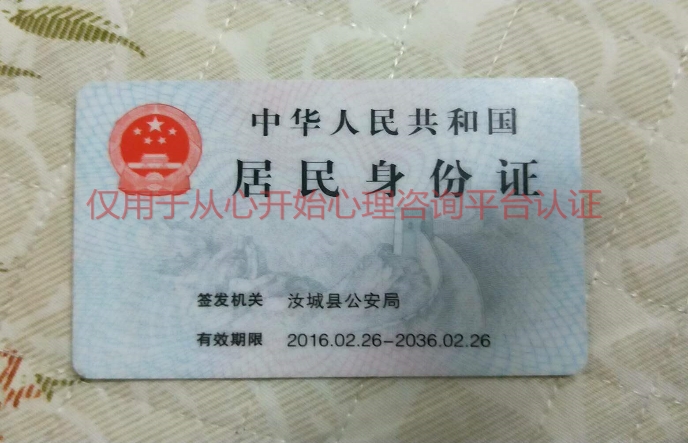 中华人民共和国
居民身份证
仅用于从心开始心理咨询平台认证
签发机关 汝城县公安局
有效期限 2016.02.26-2036.02.26